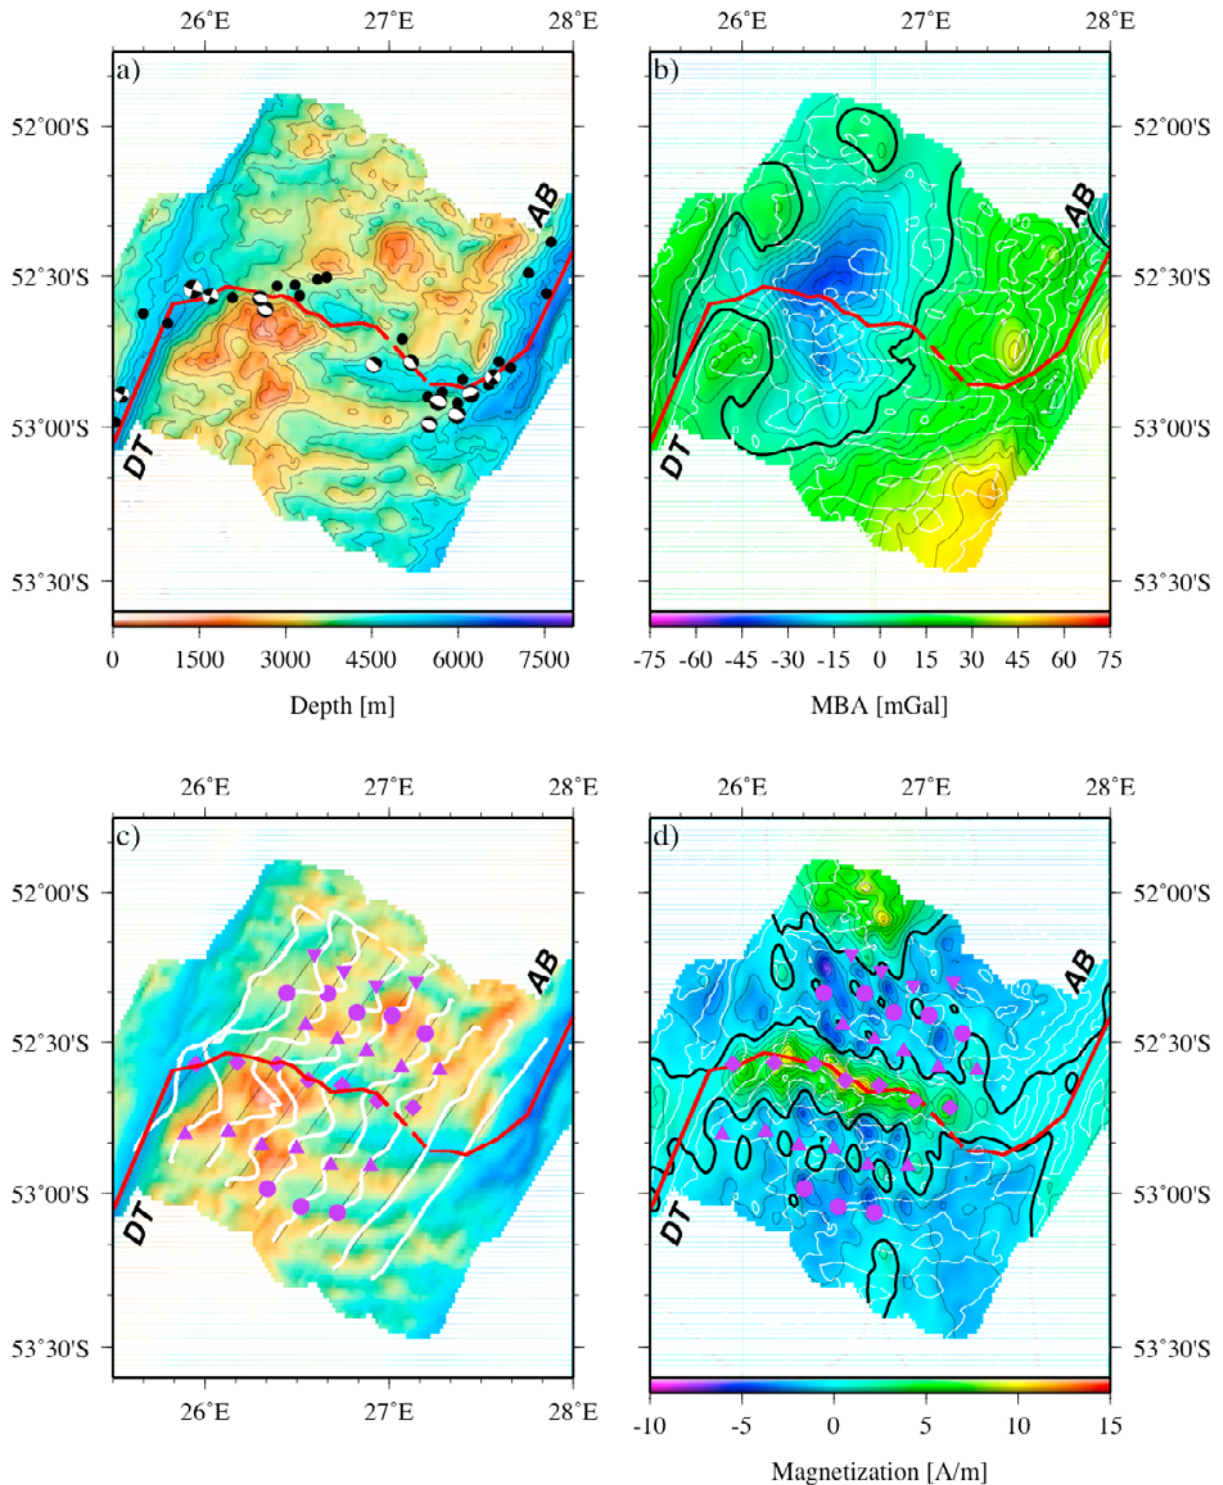 26˚E 27˚E 28˚E 26˚E 27˚E 28˚E
a) b)
52˚00'S 52˚00'S
AB AB
52˚30'S 52˚30'S
53˚00'S 53˚00'S
DT DT
53˚30'S 53˚30'S
0 1500 3000 4500 6000 7500 -75 -60 -45 -30 -15 0 15 30 45 60 75
Depth [m] MBA [mGal]
26˚E 27˚E 28˚E 26˚E 27˚E 28˚E
c) d)
52˚00'S 52˚00'S
AB AB
52˚30'S 52˚30'S
53˚00'S 53˚00'S
DT DT
53˚30'S 53˚30'S
26˚E 27˚E 28˚E -10 -5 0 5 10 15
Magnetization [A/m]